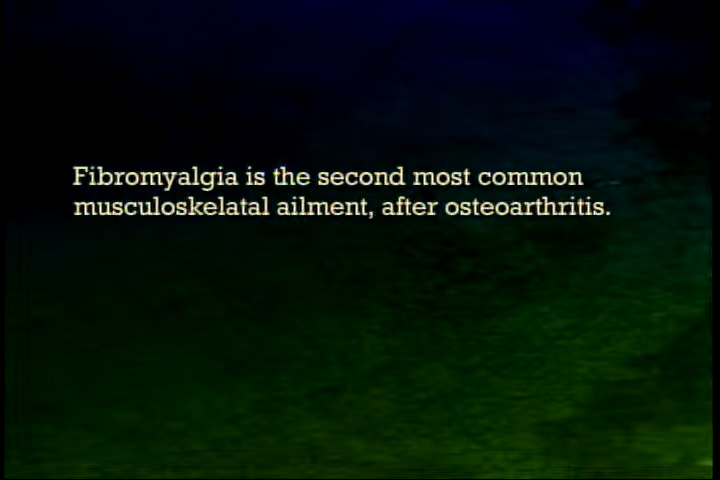 Fibromyalgia is the second most common
musculoskelatal ailment, after osteoarthritis.